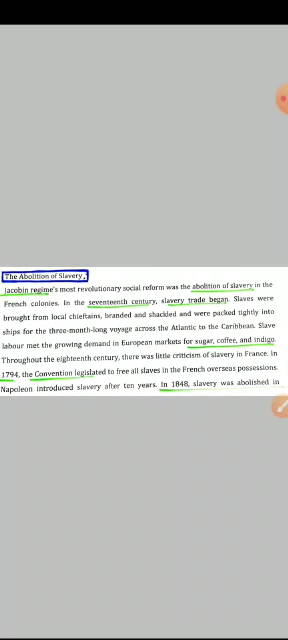 The Abolition of Slavery
Jacobin regime's most revolutionary social reform was the abolition of slavery in the
French colonies. In the seventeenth century, slavery trade began. Slaves were
brought from local chieftains, branded and shackled and were packed tightly into
ships for the three-month-long voyage across the Atlantic to the Caribbean. Slave
labour met the growing demand in European markets for sugar, coffee, and indigo.
Throughout the eighteenth century, there was little criticism of slavery in France. In
1794, the Convention legislated to free all slaves in the French overseas possessions.
Napoleon introduced slavery after ten years. In 1848, slavery was abolished in